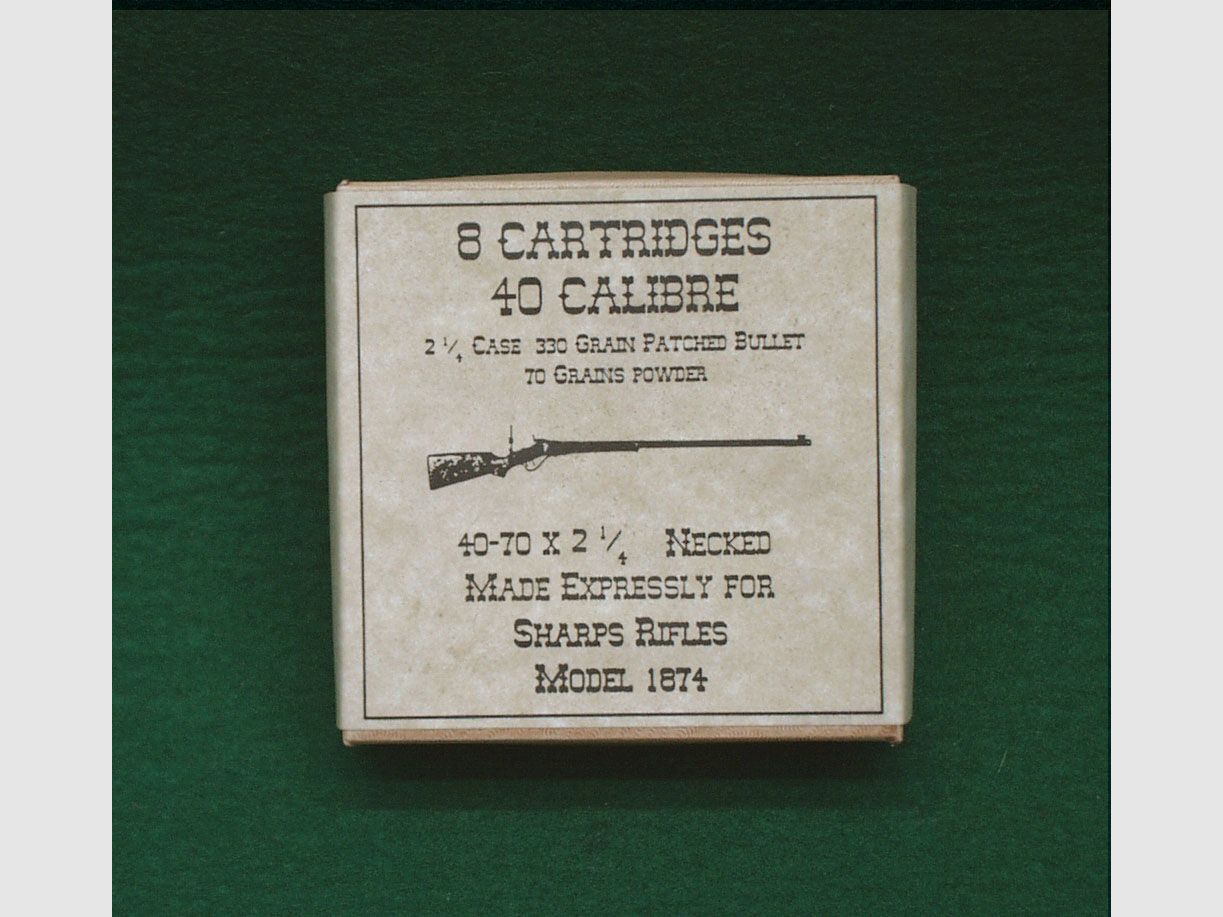 8 CARTRIDGES
40 CALIBRE
2 1/4 CASE 330 GRAIN PATCHED BULLET
70 GRAINS POWDER
40-70 X 2 1/4 NECKED
MADE EXPRESSLY FOR
SHARPS RIFLES
MODEL 1874